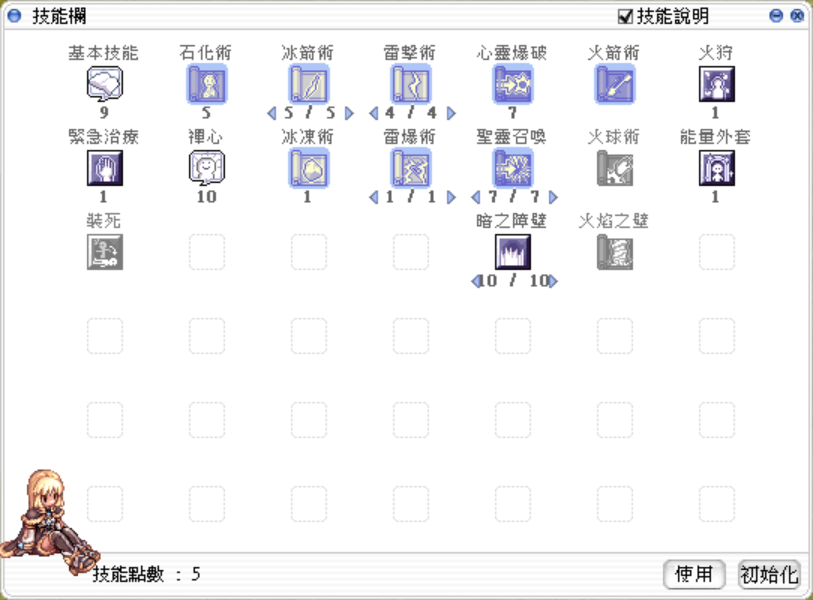 技能欄 技能說明
基本技能 石化術 冰箭術 雷擊術 心靈爆破 火箭術 火狩
9 5 5 / 5 4 / 4 7 1
緊急治療 禪心 冰凍術 雷爆術 聖靈召喚 火球術 能量外套
1 10 1 1 / 1 7 / 7 1
裝死 暗之障壁 火焰之壁
10 / 10
技能點數 : 5 使用 初始化